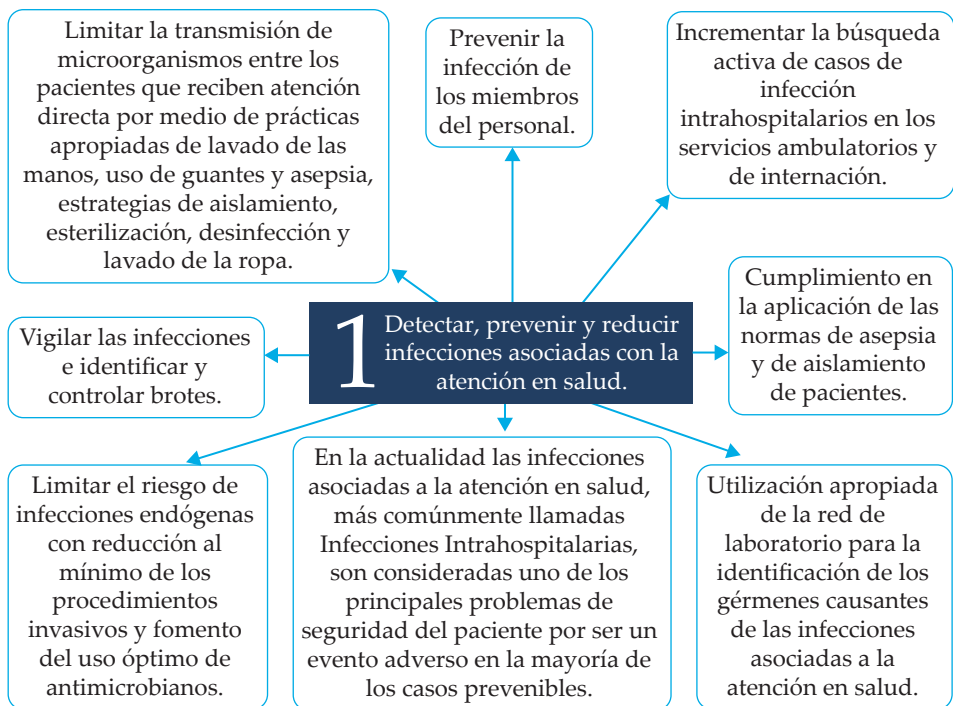 Limitar la transmisión de
microorganismos entre los
pacientes que reciben atención
directa por medio de prácticas
apropiadas de lavado de las
manos, uso de guantes y asepsia,
estrategias de aislamiento,
esterilización, desinfección y
lavado de la ropa.
Prevenir la
infección de
los miembros
del personal.
Incrementar la búsqueda
activa de casos de
infección
intrahospitalarios en los
servicios ambulatorios y
de internación.
Vigilar las infecciones
e identificar y
controlar brotes.
1
Detectar, prevenir y reducir
infecciones asociadas con la
atención en salud.
Cumplimiento en
la aplicación de las
normas de asepsia
y de aislamiento
de pacientes.
Limitar el riesgo de
infecciones endógenas
con reducción al
mínimo de los
procedimientos
invasivos y fomento
del uso óptimo de
antimicrobianos.
En la actualidad las infecciones
asociadas a la atención en salud,
más comúnmente llamadas
Infecciones Intrahospitalarias,
son consideradas uno de los
principales problemas de
seguridad del paciente por ser un
evento adverso en la mayoría de
los casos prevenibles.
Utilización apropiada
de la red de
laboratorio para la
identificación de los
gérmenes causantes
de las infecciones
asociadas a la
atención en salud.